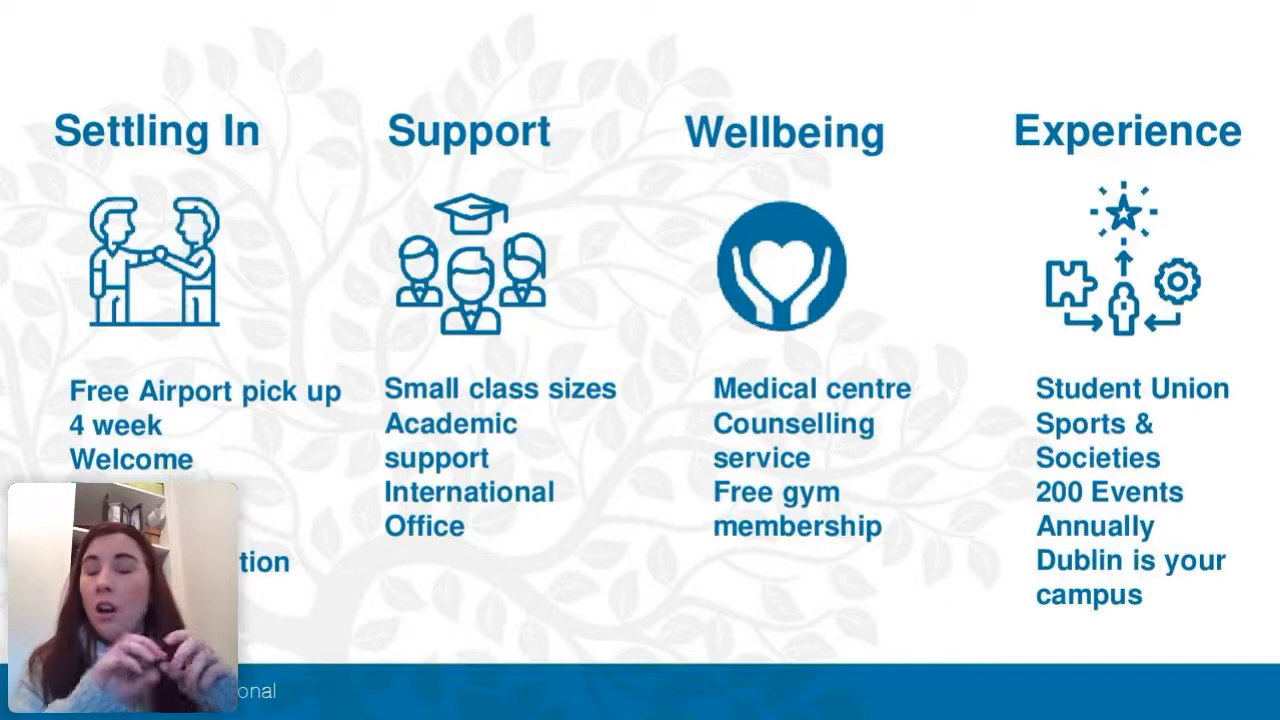 Settling In
Free Airport pick up
4 week
Welcome
tion
Support
Small class sizes
Academic
support
International
Office
Wellbeing
Medical centre
Counselling
service
Free gym
membership
Experience
Student Union
Sports &
Societies
200 Events
Annually
Dublin is your
campus
onal